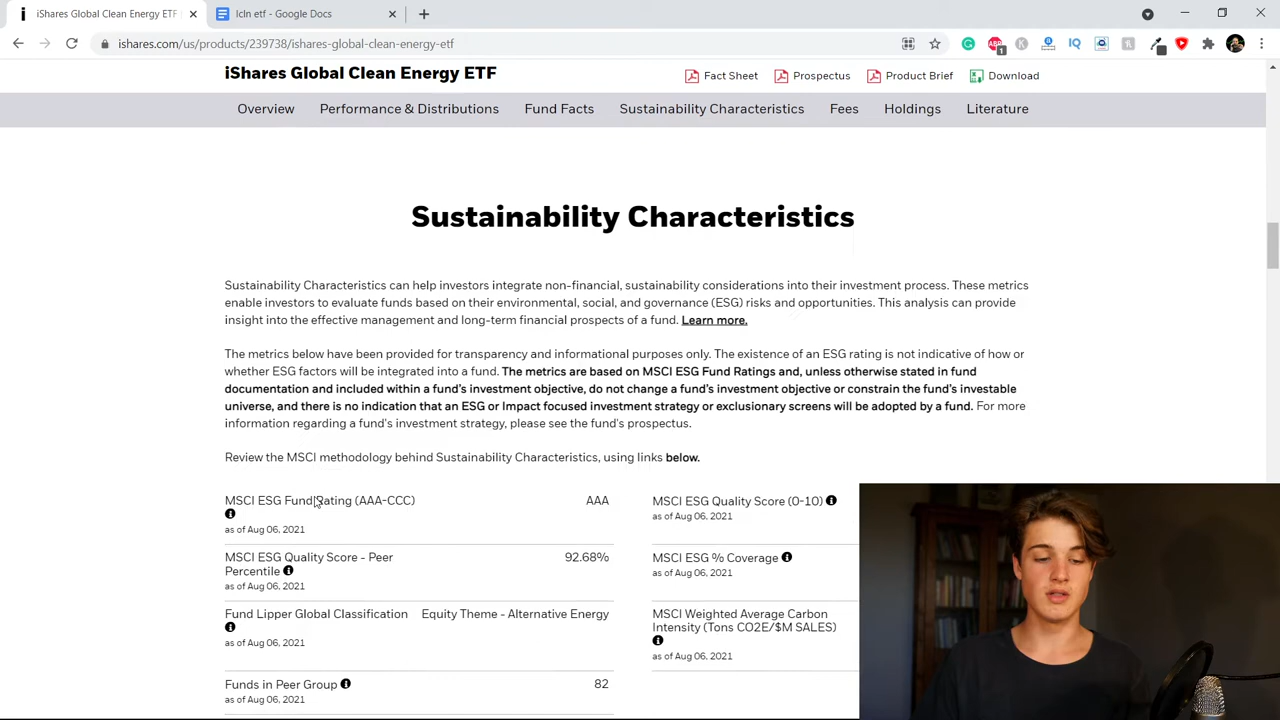 iShares Global Clean Energy ETF
lcln etf - Google Docs
ishares.com/us/products/239738/ishares-global-clean-energy-etf
iShares Global Clean Energy ETF
Fact Sheet
Prospectus
Product Brief
Download
Overview
Performance & Distributions
Fund Facts
Sustainability Characteristics
Fees
Holdings
Literature
Sustainability Characteristics
Sustainability Characteristics can help investors integrate non-financial, sustainability considerations into their investment process. These metrics
enable investors to evaluate funds based on their environmental, social, and governance (ESG) risks and opportunities. This analysis can provide
insight into the effective management and long-term financial prospects of a fund. Learn more.
The metrics below have been provided for transparency and informational purposes only. The existence of an ESG rating is not indicative of how or
whether ESG factors will be integrated into a fund. The metrics are based on MSCI ESG Fund Ratings and, unless otherwise stated in fund
documentation and included within a fund's investment objective, do not change a fund's investment objective or constrain the fund's investable
universe, and there is no indication that an ESG or Impact focused investment strategy or exclusionary screens will be adopted by a fund. For more
information regarding a fund's investment strategy, please see the fund's prospectus.
Review the MSCI methodology behind Sustainability Characteristics, using links below.
MSCI ESG Fund Rating (AAA-CCC) AAA
as of Aug 06, 2021
MSCI ESG Quality Score (0-10)
as of Aug 06, 2021
MSCI ESG Quality Score - Peer 92.68%
Percentile
as of Aug 06, 2021
MSCI ESG % Coverage
as of Aug 06, 2021
Fund Lipper Global Classification Equity Theme - Alternative Energy
as of Aug 06, 2021
MSCI Weighted Average Carbon
Intensity (Tons CO2E/$M SALES)
as of Aug 06, 2021
Funds in Peer Group 82
as of Aug 06, 2021